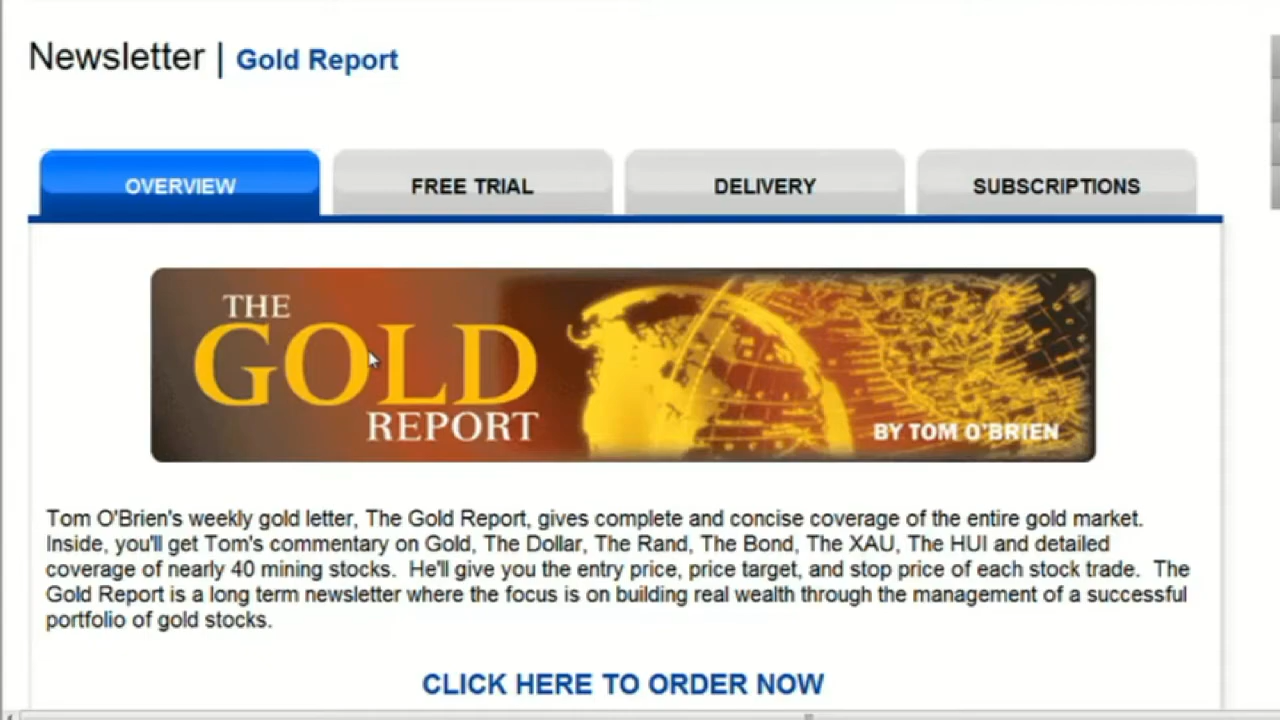 Newsletter | Gold Report
OVERVIEW
FREE TRIAL
DELIVERY
SUBSCRIPTIONS
THE
GOLD
REPORT
BY TOM O'BRIEN
Tom O'Brien's weekly gold letter, The Gold Report, gives complete and concise coverage of the entire gold market.
Inside, you'll get Tom's commentary on Gold, The Dollar, The Rand, The Bond, The XAU, The HUI and detailed
coverage of nearly 40 mining stocks.  He'll give you the entry price, price target, and stop price of each stock trade.  The
Gold Report is a long term newsletter where the focus is on building real wealth through the management of a successful
portfolio of gold stocks.
CLICK HERE TO ORDER NOW